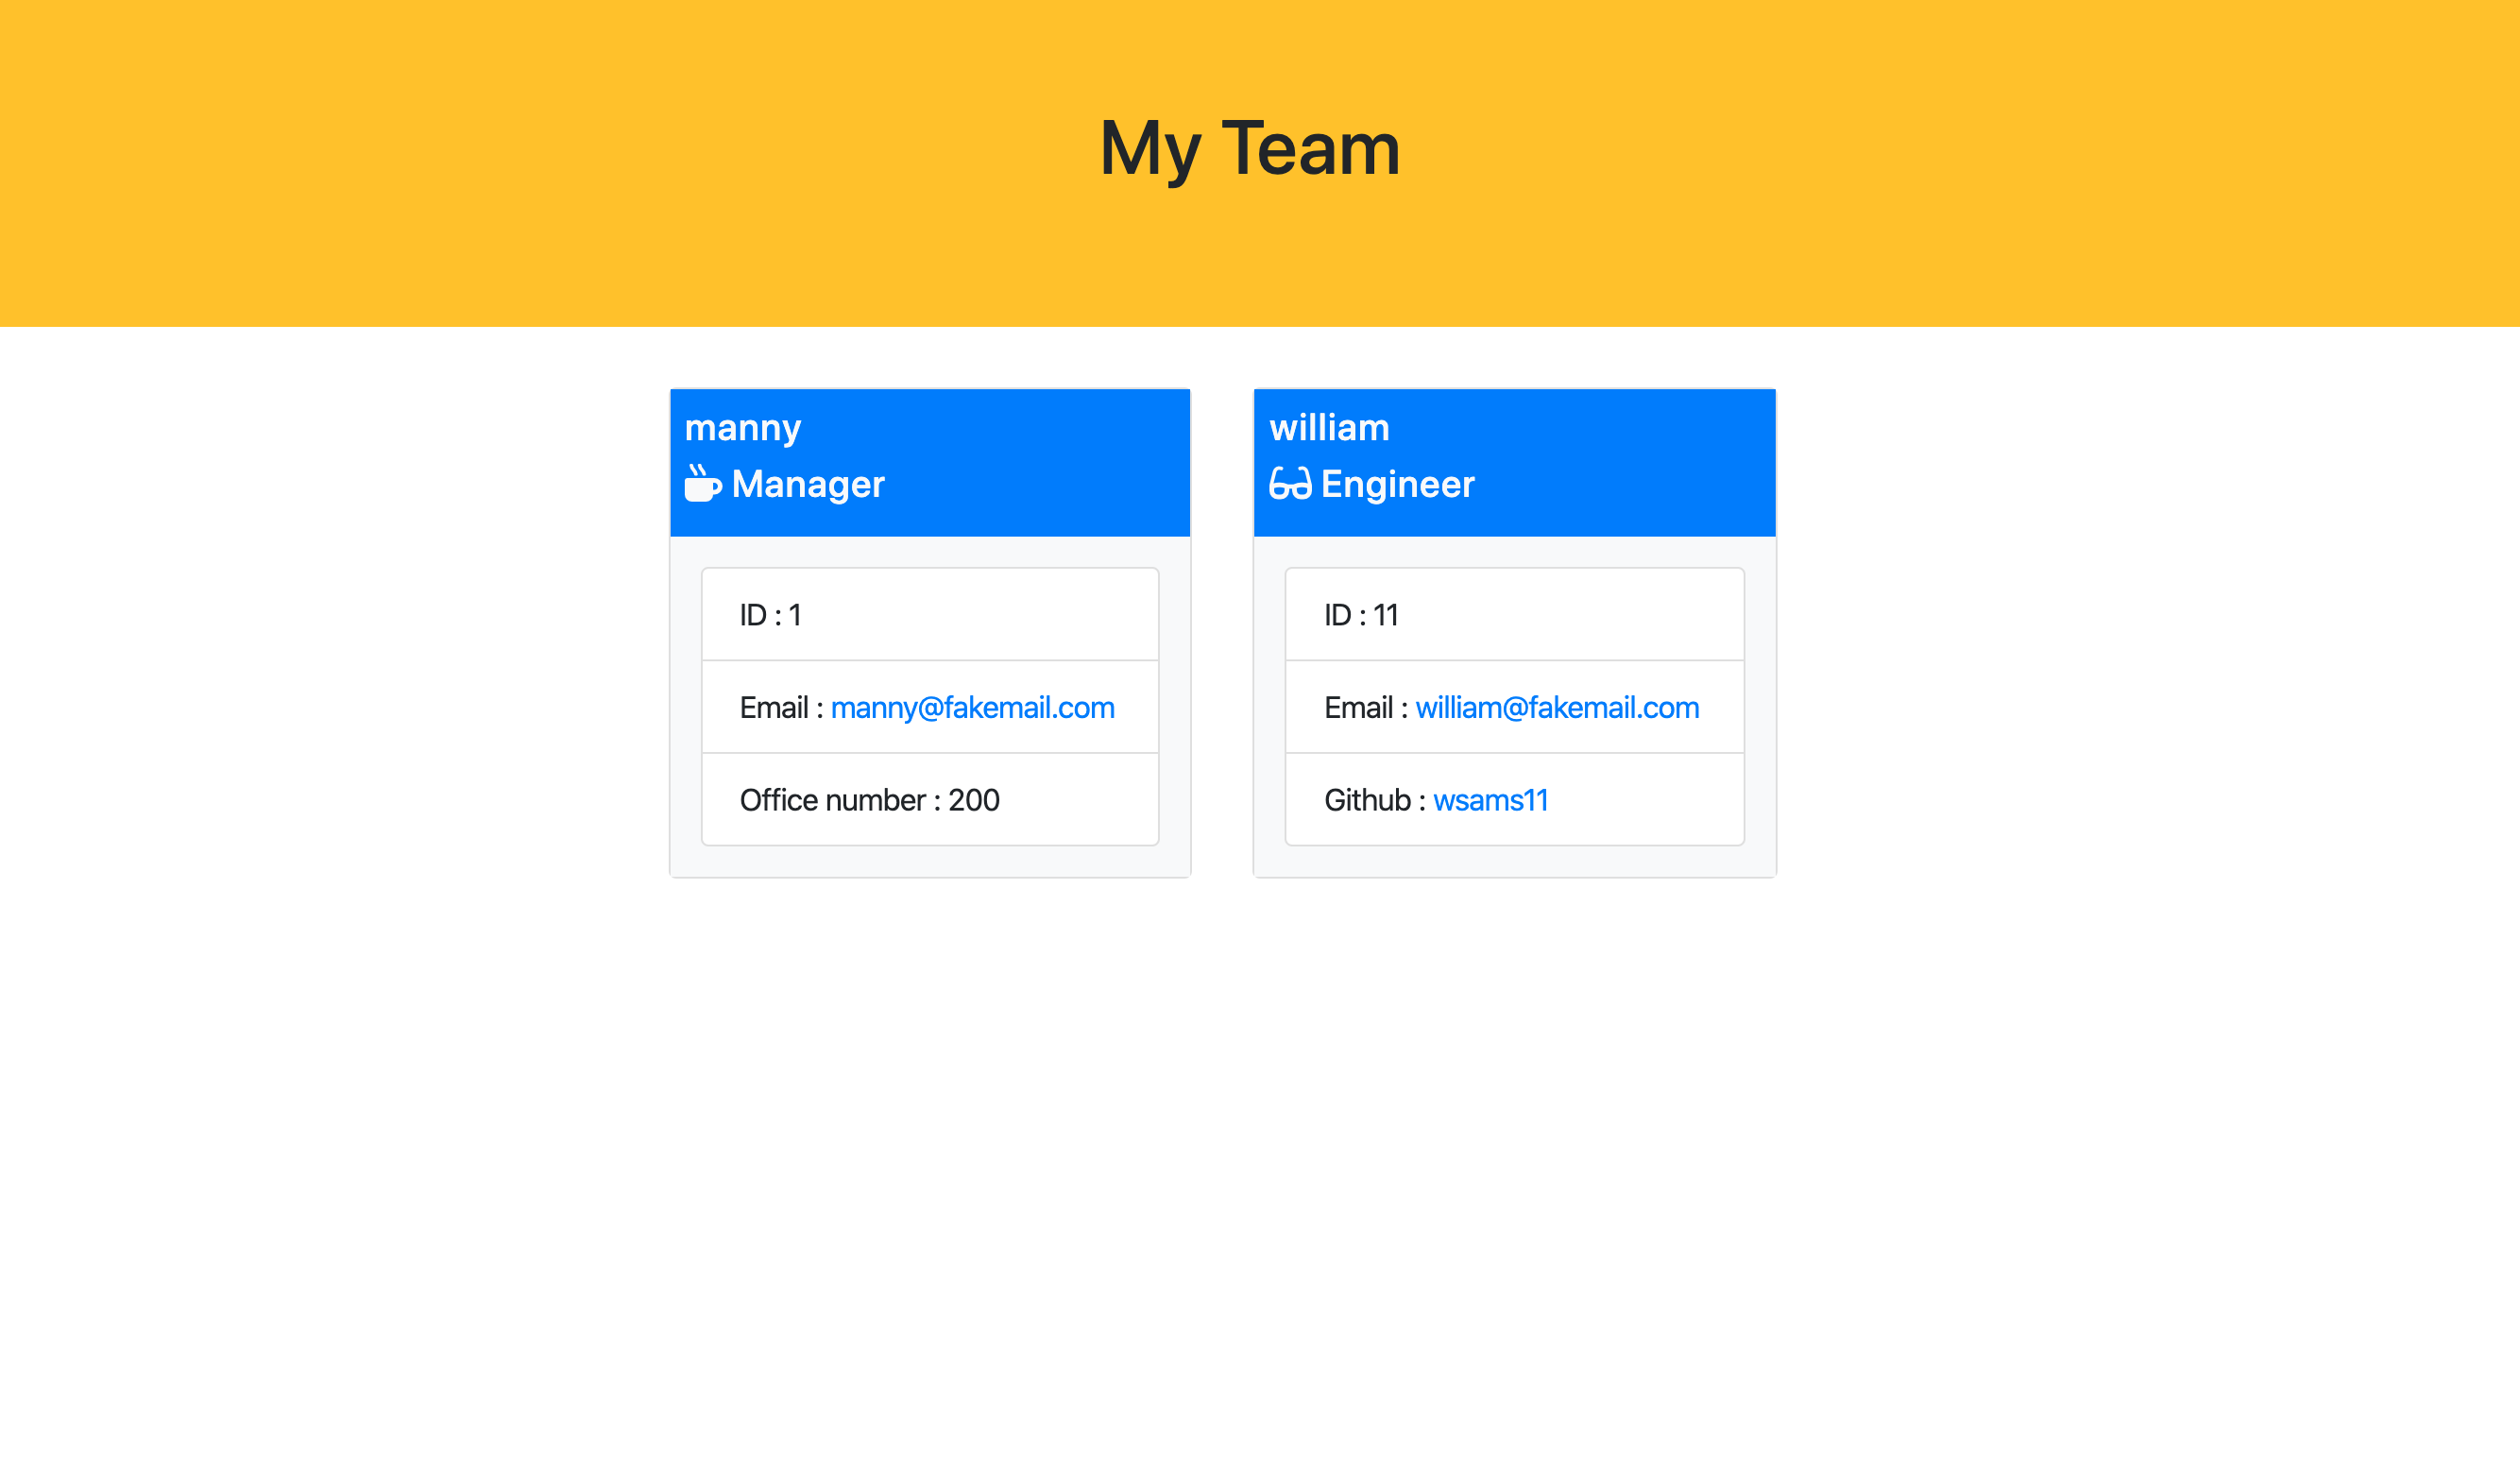 My Team
manny
Manager
ID : 1
Email : manny@fakemail.com
Office number : 200
william
Engineer
ID : 11
Email : william@fakemail.com
Github : wsams11